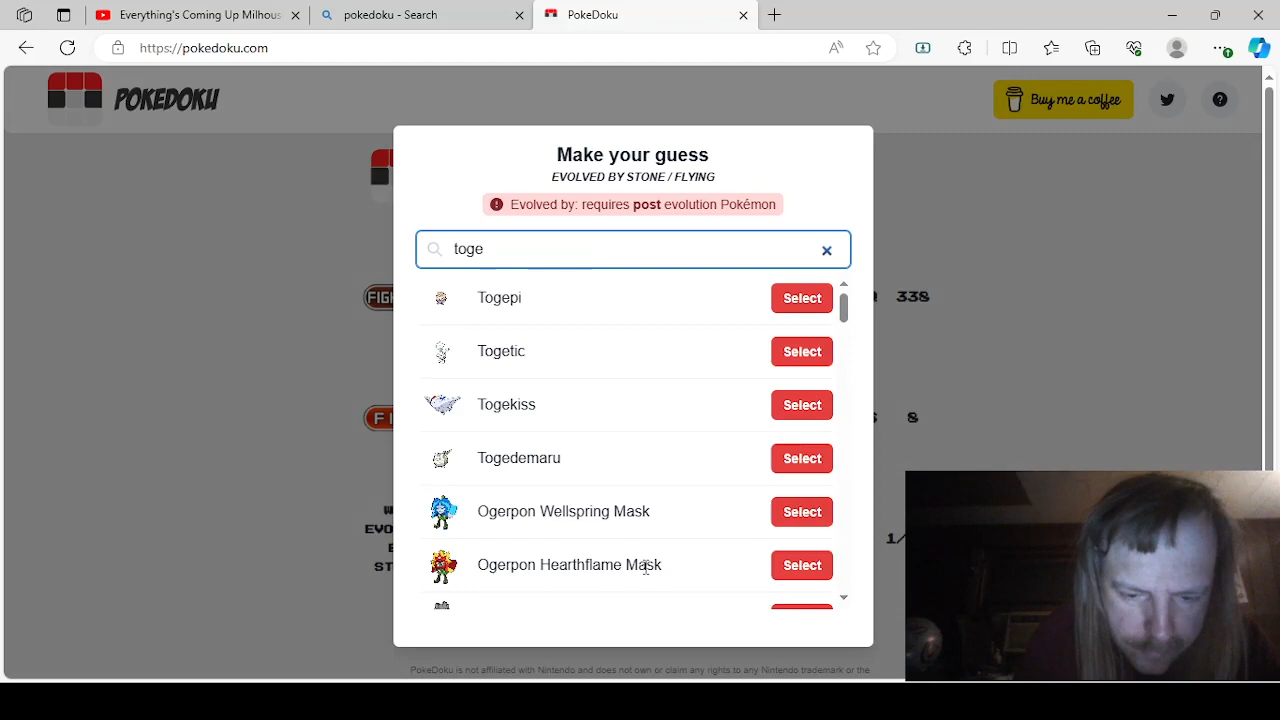 Everything's Coming Up Milhous
pokedoku - Search
PokeDoku
https://pokedoku.com
POKEDOKU
Buy me a coffee
Make your guess
EVOLVED BY STONE / FLYING
Evolved by: requires post evolution Pokémon
toge
Togepi
Select
338
Togetic
Select
Togekiss
Select
8
Togedemaru
Select
Ogerpon Wellspring Mask
Select
Ogerpon Hearthflame Mask
Select
PokeDoku is not affiliated with Nintendo and does not own or claim any rights to any Nintendo trademark or the